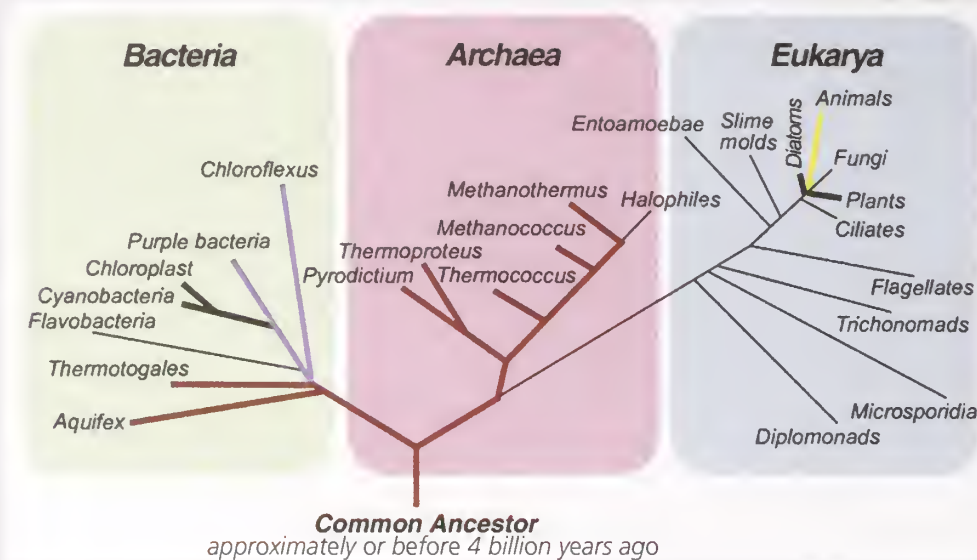 Bacteria
Archaea
Eukarya
Chloroflexus
Purple bacteria
Chloroplast
Cyanobacteria
Flavobacteria
Thermotogales
Aquifex
Methanothermus
Halophiles
Methanococcus
Thermoproteus
Pyrodictium
Thermococcus
Entoamoebae
Slime
molds
Diatoms
Animals
Fungi
Plants
Ciliates
Flagellates
Trichonomads
Microsporidia
Diplomonads
Common Ancestor
approximately or before 4 billion years ago